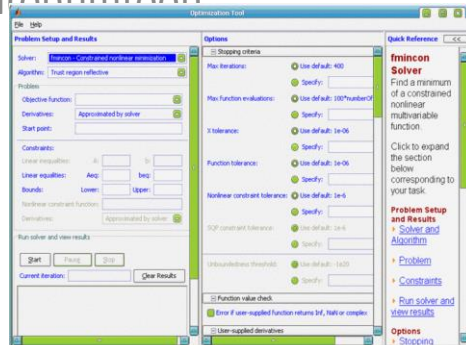 Optimization Tool
File Help
Problem Setup and Results
Solver: fmincon - Constrained nonlinear minimization
Algorithm: Trust region reflective
Problem
Objective function:
Derivatives: Approximated by solver
Start point:
Constraints:
Linear inequalities: A: b:
Linear equalities: Aeq: beq:
Bounds: Lower: Upper:
Nonlinear constraint function:
Derivatives: Approximated by solver
Run solver and view results
Start Pause Stop
Current iteration: Clear Results
Options
Stopping criteria
Max iterations: Use default: 400
Specify:
Max function evaluations: Use default: 100*numberOf
Specify:
X tolerance: Use default: 1e-06
Specify:
Function tolerance: Use default: 1e-06
Specify:
Nonlinear constraint tolerance: Use default: 1e-6
Specify:
SQP constraint tolerance: Use default: 1e-6
Specify:
Unboundedness threshold: Use default: -1e20
Specify:
Function value check
Error if user-supplied function returns Inf, NaN or complex
User-supplied derivatives
Quick Reference <<
fmincon
Solver
Find a minimum
of a constrained
nonlinear
multivariable
function.
Click to expand
the section
below
corresponding to
your task.
Problem Setup
and Results
Solver and
Algorithm
Problem
Constraints
Run solver and
view results
Options
Stopping